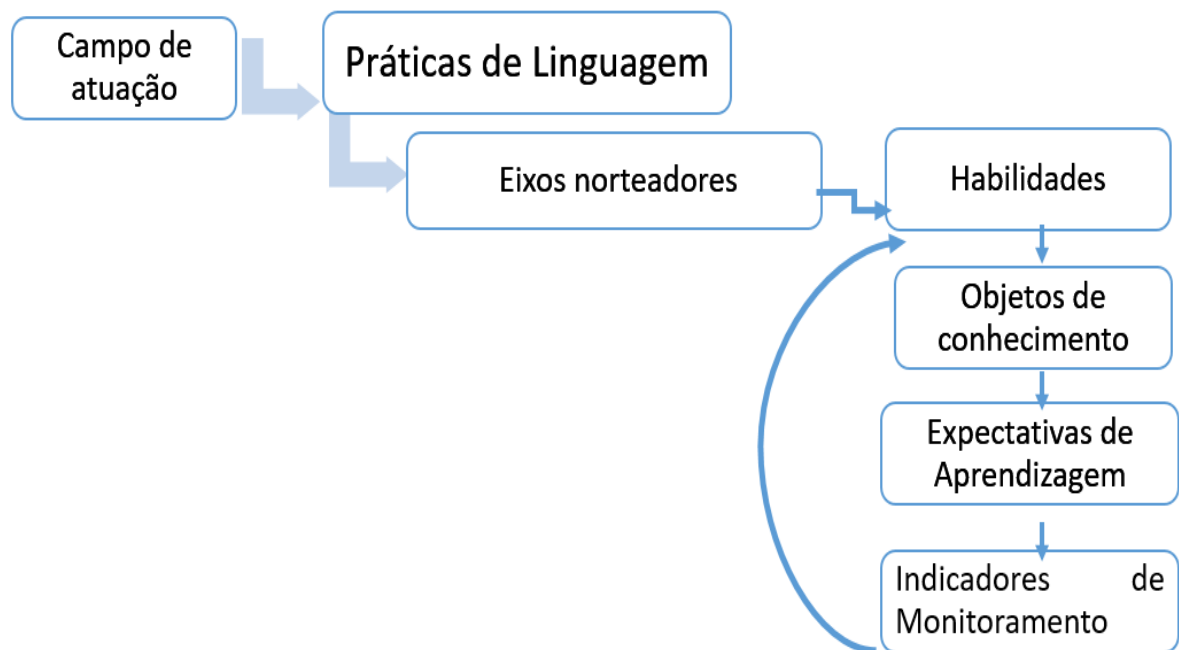 Campo de
atuação
Práticas de Linguagem
Eixos norteadores
Habilidades
Objetos de
conhecimento
Expectativas de
Aprendizagem
Indicadores de
Monitoramento